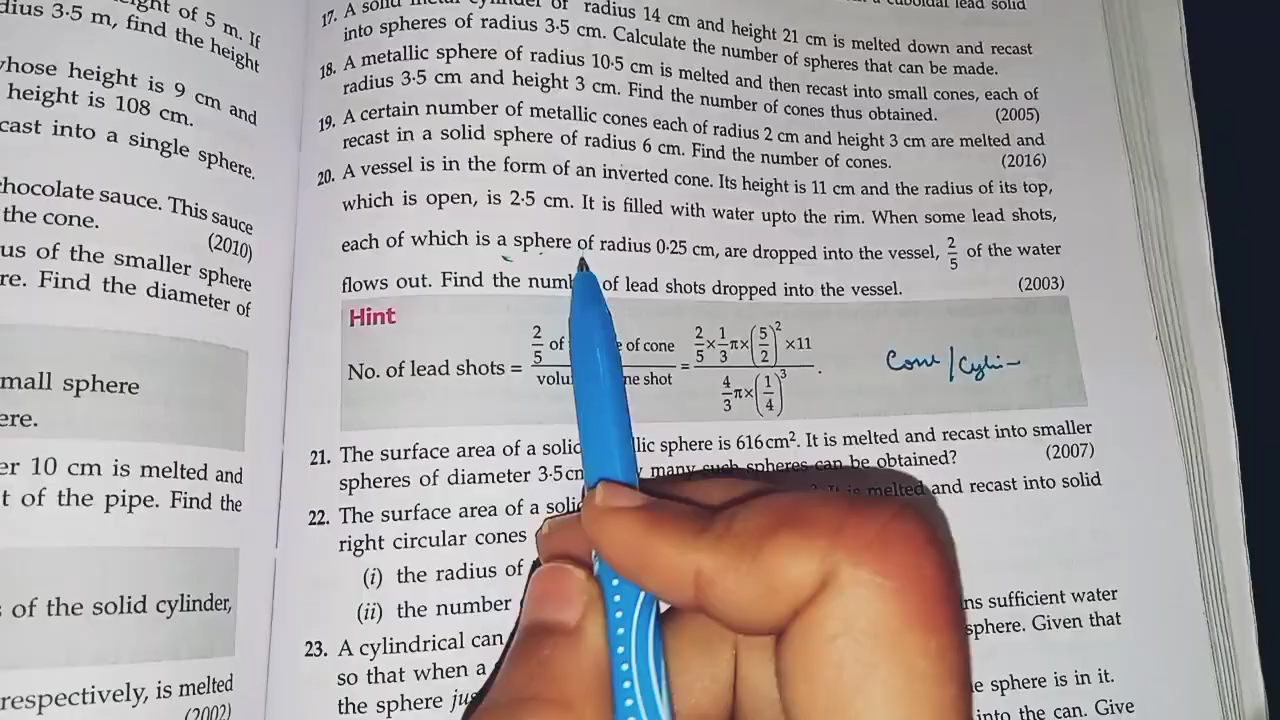 ight of 5 m. If
dius 3·5 m, find the height
whose height is 9 cm and
height is 108 cm.
cast into a single sphere.
hocolate sauce. This sauce
the cone.
(2010)
us of the smaller sphere
re. Find the diameter of
mall sphere
ere.
er 10 cm is melted and
t of the pipe. Find the
of the solid cylinder,
respectively, is melted
(2002)
cuboidal lead solid
17. A solid metal cylinder of radius 14 cm and height 21 cm is melted down and recast
into spheres of radius 3·5 cm. Calculate the number of spheres that can be made.
18. A metallic sphere of radius 10·5 cm is melted and then recast into small cones, each of
radius 3·5 cm and height 3 cm. Find the number of cones thus obtained. (2005)
19. A certain number of metallic cones each of radius 2 cm and height 3 cm are melted and
recast in a solid sphere of radius 6 cm. Find the number of cones. (2016)
20. A vessel is in the form of an inverted cone. Its height is 11 cm and the radius of its top,
which is open, is 2·5 cm. It is filled with water upto the rim. When some lead shots,
each of which is a sphere of radius 0·25 cm, are dropped into the vessel, 2/5 of the water
flows out. Find the numb of lead shots dropped into the vessel. (2003)
Hint
No. of lead shots = (2/5 of e of cone)/(volu ne shot) = (2/5 × 1/3 π × (5/2)² × 11)/(4/3 π × (1/4)³).
Cone/Cylin
21. The surface area of a solid llic sphere is 616 cm². It is melted and recast into smaller
spheres of diameter 3·5 cm many such spheres can be obtained? (2007)
22. The surface area of a soli It is melted and recast into solid
right circular cones
(i) the radius of
(ii) the number
23. A cylindrical can ns sufficient water
so that when a sphere. Given that
the sphere jus e sphere is in it.
into the can. Give